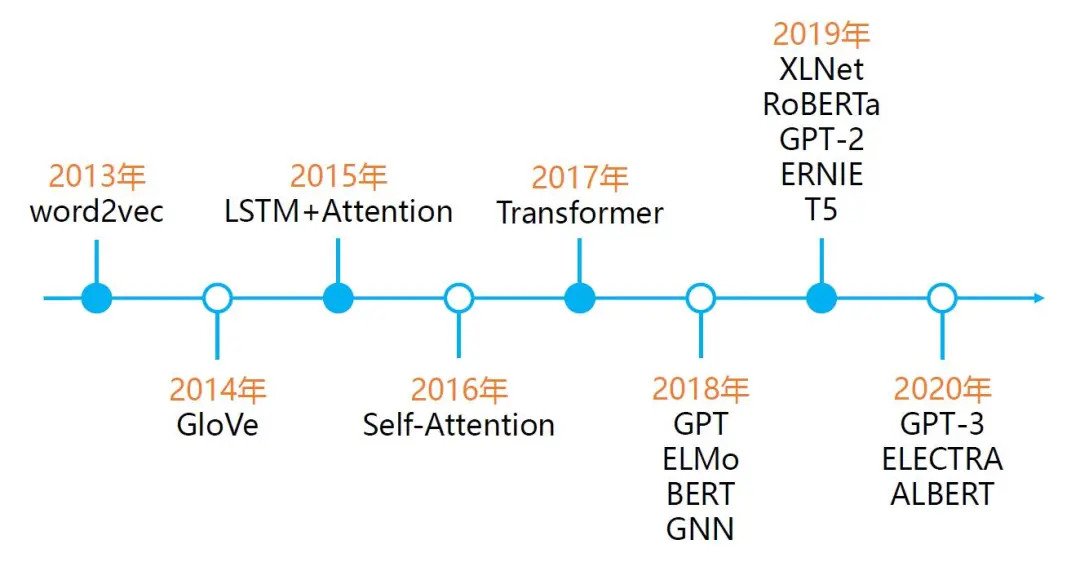 2013年
word2vec
2014年
GloVe
2015年
LSTM+Attention
2016年
Self-Attention
2017年
Transformer
2018年
GPT
ELMo
BERT
GNN
2019年
XLNet
RoBERTa
GPT-2
ERNIE
T5
2020年
GPT-3
ELECTRA
ALBERT